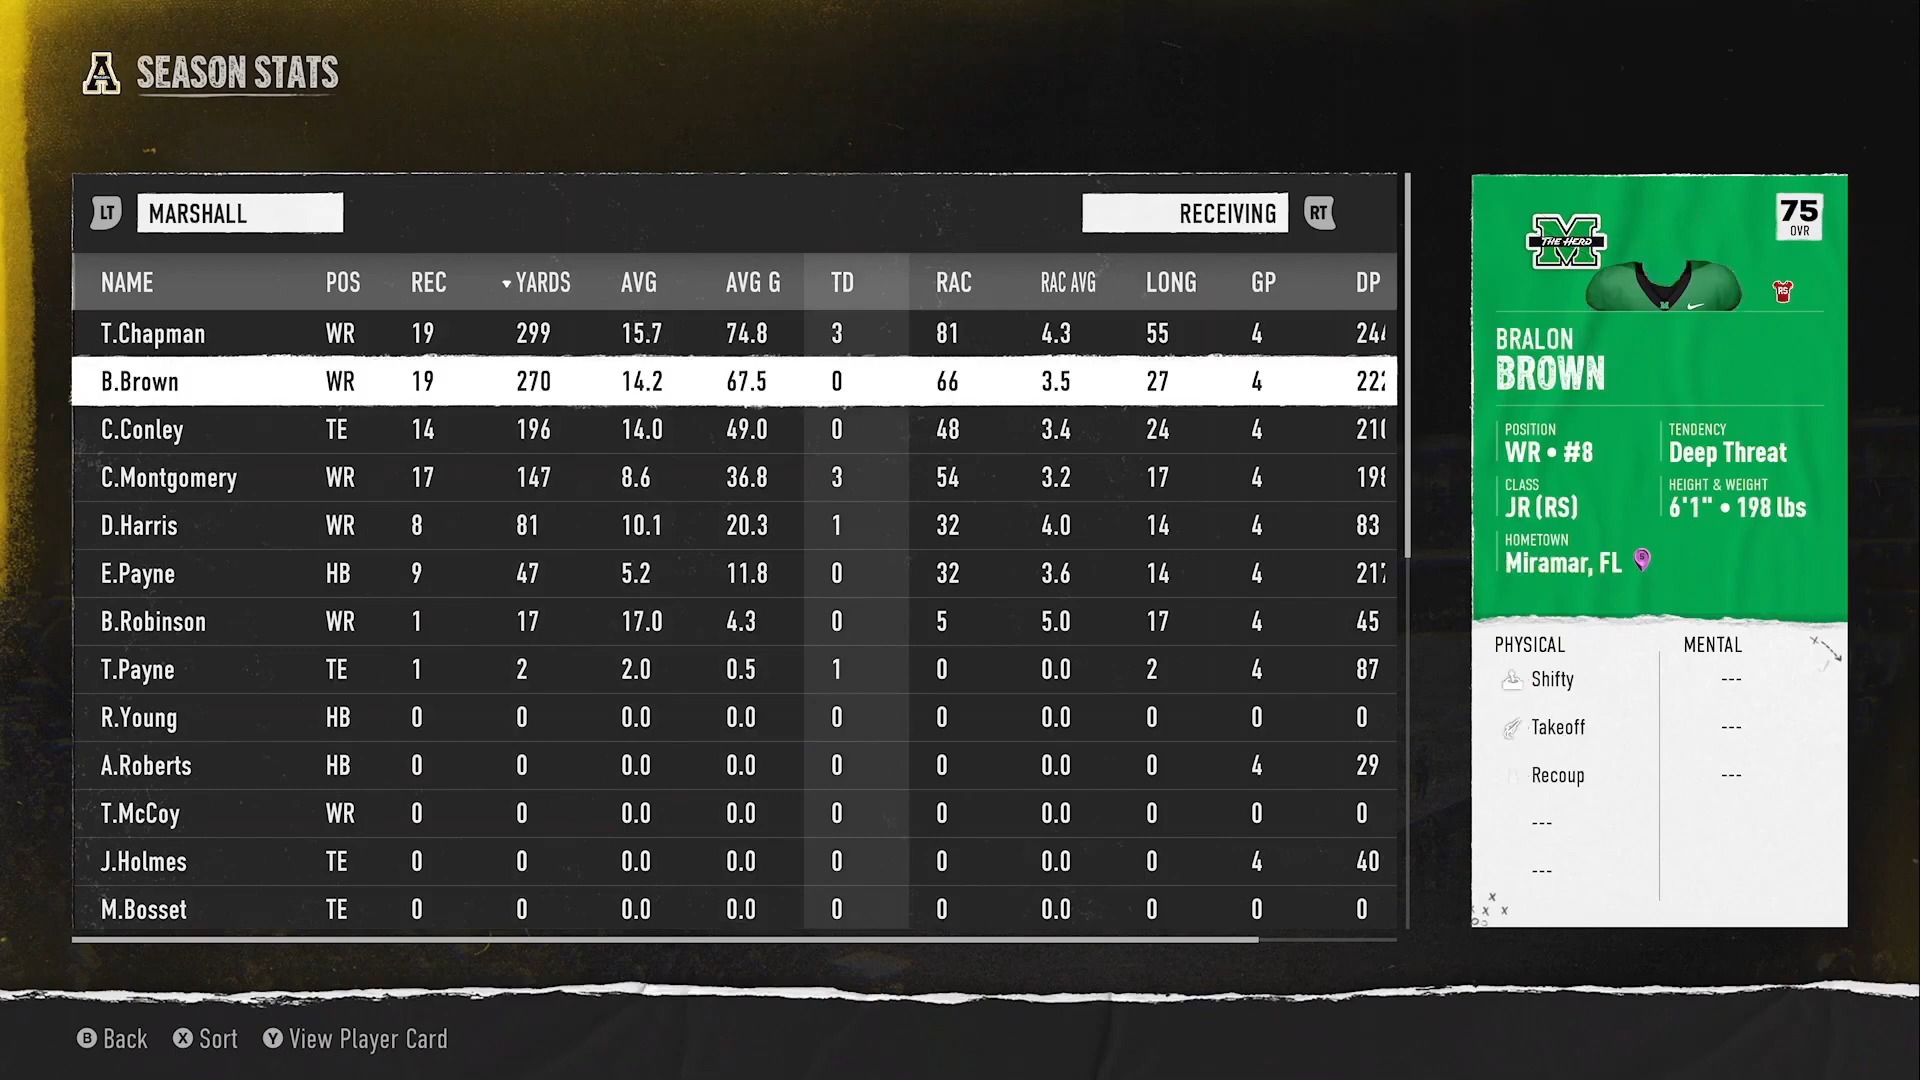 SEASON STATS
LT MARSHALL RECEIVING RT
NAME POS REC YARDS AVG AVG G TD RAC RAC AVG LONG GP DP
T.Chapman WR 19 299 15.7 74.8 3 81 4.3 55 4 244
B.Brown WR 19 270 14.2 67.5 0 66 3.5 27 4 222
C.Conley TE 14 196 14.0 49.0 0 48 3.4 24 4 210
C.Montgomery WR 17 147 8.6 36.8 3 54 3.2 17 4 198
D.Harris WR 8 81 10.1 20.3 1 32 4.0 14 4 83
E.Payne HB 9 47 5.2 11.8 0 32 3.6 14 4 217
B.Robinson WR 1 17 17.0 4.3 0 5 5.0 17 4 45
T.Payne TE 1 2 2.0 0.5 1 0 0.0 2 4 87
R.Young HB 0 0 0.0 0.0 0 0 0.0 0 0 0
A.Roberts HB 0 0 0.0 0.0 0 0 0.0 0 4 29
T.McCoy WR 0 0 0.0 0.0 0 0 0.0 0 0 0
J.Holmes TE 0 0 0.0 0.0 0 0 0.0 0 4 40
M.Bosset TE 0 0 0.0 0.0 0 0 0.0 0 0 0
THE HERD
75
OVR
RS
BRALON
BROWN
POSITION
WR • #8
TENDENCY
Deep Threat
CLASS
JR (RS)
HEIGHT & WEIGHT
6'1" • 198 lbs
HOMETOWN
Miramar, FL
PHYSICAL MENTAL
Shifty ---
Takeoff ---
Recoup ---
---
---
B Back X Sort Y View Player Card